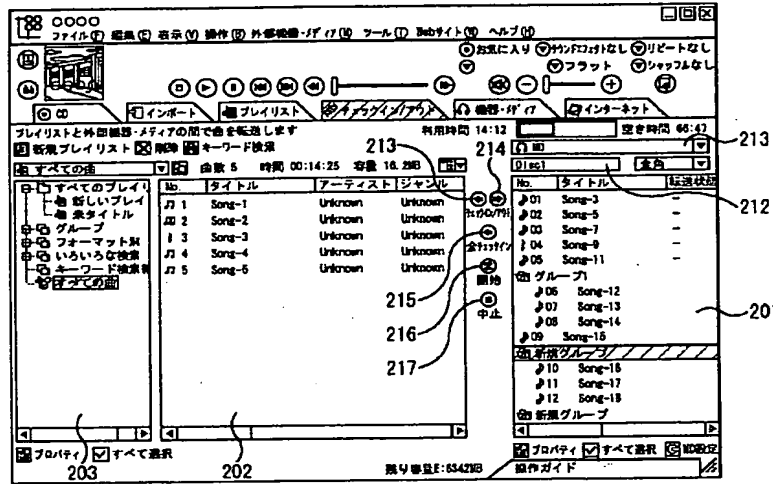 OOOO
ファイル(F) 編集(E) 表示(V) 操作(B) 外部機器・メディア(M) ツール(T) Webサイト(W) ヘルプ(H)
お気に入り サウンドエフェクトなし リピートなし
フラット シャッフルなし
CD インポート プレイリスト チェックイン/アウト 機器・メディア インターネット
プレイリストと外部機器・メディアの間で曲を転送します
利用時間 14:12 空き時間 66:47
新規プレイリスト 削除 キーワード検索
213
214
MD
213
すべての曲
曲数 5 時間 00:14:25 容量 16.2MB
Disc1 全角
212
すべてのプレイリ
新しいプレイ
未タイトル
グループ
フォーマット別
いろいろな検索
キーワード検索
すべての曲
No. タイトル アーティスト ジャンル
1 Song-1 Unknown Unknown
2 Song-2 Unknown Unknown
3 Song-3 Unknown Unknown
4 Song-4 Unknown Unknown
5 Song-5 Unknown Unknown
全チェックイン
開始
中止
215
216
217
No. タイトル 転送状態
01 Song-3 -
02 Song-5 -
03 Song-7 -
04 Song-9 -
05 Song-11 -
グループ1
06 Song-12
07 Song-13
08 Song-14
09 Song-15
新規グループ
10 Song-16
11 Song-17
12 Song-18
新規グループ
201
プロパティ すべて選択
203
202
プロパティ すべて選択 MD設定
残り容量E:6342MB
操作ガイド